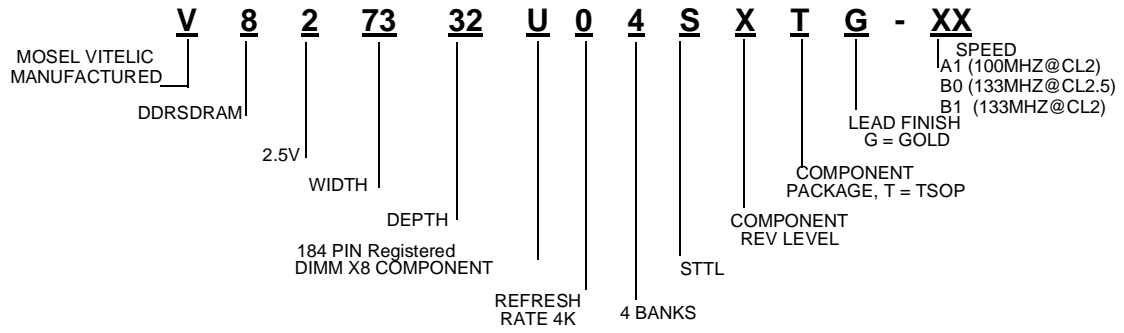 V 8 2 73 32 U 0 4 S X T G - XX
MOSEL VITELIC
MANUFACTURED
DDRSDRAM
2.5V
WIDTH
DEPTH
184 PIN Registered
DIMM X8 COMPONENT
REFRESH
RATE 4K
4 BANKS
STTL
COMPONENT
REV LEVEL
COMPONENT
PACKAGE, T = TSOP
LEAD FINISH
G = GOLD
SPEED
A1 (100MHZ@CL2)
B0 (133MHZ@CL2.5)
B1 (133MHZ@CL2)